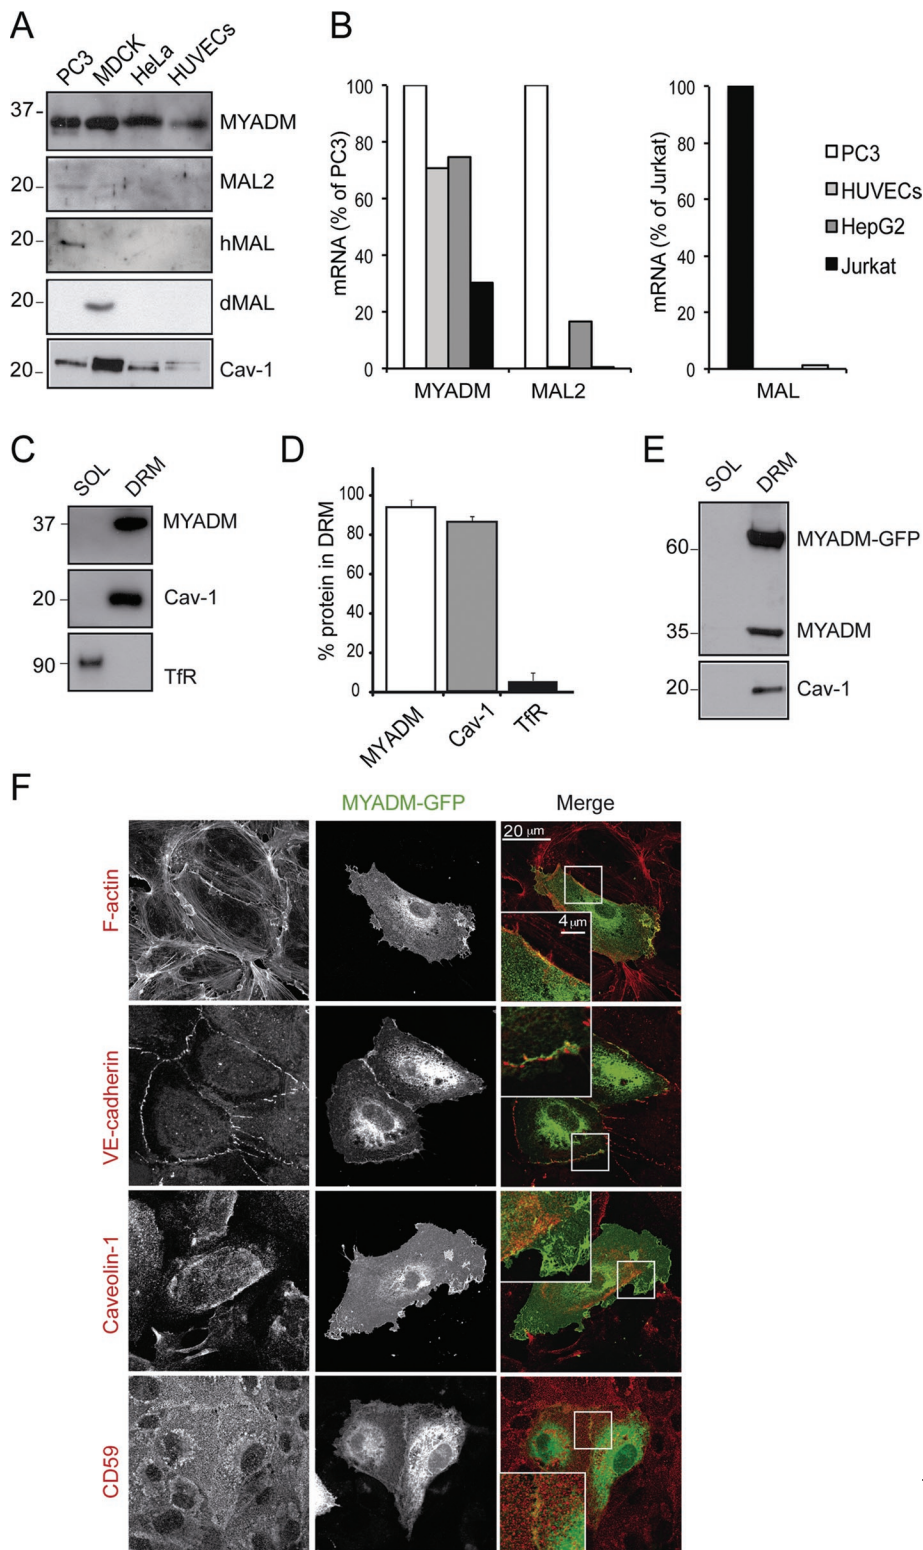 A
PC3
MDCK
HeLa
HUVECs
37
MYADM
20
MAL2
20
hMAL
20
dMAL
20
Cav-1
B
mRNA (% of PC3)
100
80
60
40
20
0
MYADM
MAL2
mRNA (% of Jurkat)
100
80
60
40
20
0
MAL
PC3
HUVECs
HepG2
Jurkat
C
SOL
DRM
37
MYADM
20
Cav-1
90
TfR
D
% protein in DRM
100
80
60
40
20
0
MYADM
Cav-1
TfR
E
SOL
DRM
60
MYADM-GFP
35
MYADM
20
Cav-1
F
MYADM-GFP
Merge
F-actin
20 μm
4 μm
VE-cadherin
Caveolin-1
CD59